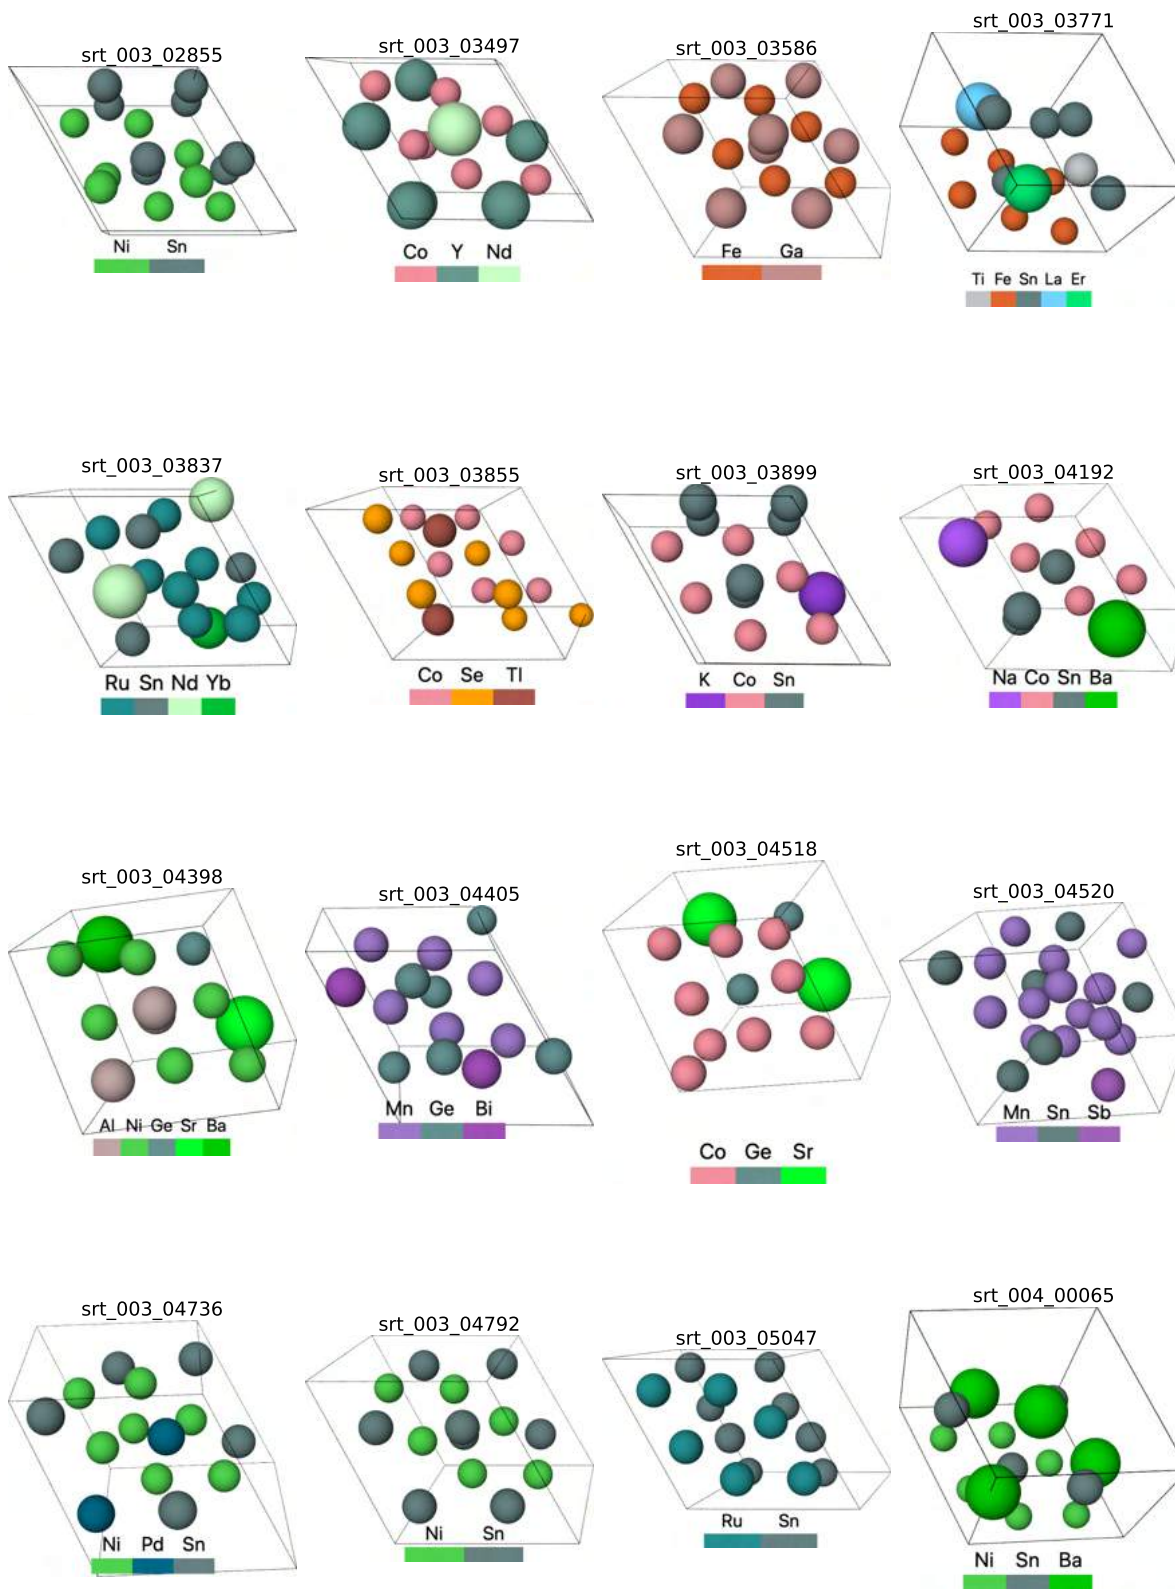 srt_003_02855
srt_003_03497
srt_003_03586
srt_003_03771
Ni Sn
Co Y Nd
Fe Ga
Ti Fe Sn La Er
srt_003_03837
srt_003_03855
srt_003_03899
srt_003_04192
Ru Sn Nd Yb
Co Se Tl
K Co Sn
Na Co Sn Ba
srt_003_04398
srt_003_04405
srt_003_04518
srt_003_04520
Al Ni Ge Sr Ba
Mn Ge Bi
Co Ge Sr
Mn Sn Sb
srt_003_04736
srt_003_04792
srt_003_05047
srt_004_00065
Ni Pd Sn
Ni Sn
Ru Sn
Ni Sn Ba